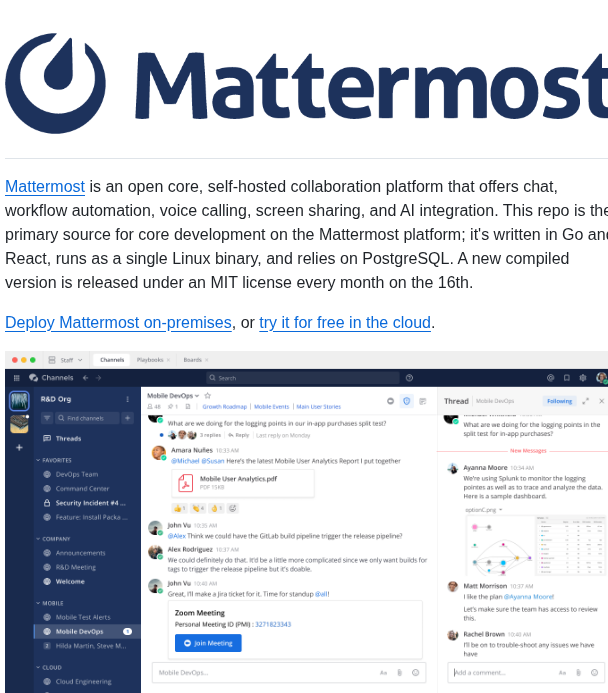 Mattermost
Mattermost is an open core, self-hosted collaboration platform that offers chat,
workflow automation, voice calling, screen sharing, and AI integration. This repo is the
primary source for core development on the Mattermost platform; it's written in Go and
React, runs as a single Linux binary, and relies on PostgreSQL. A new compiled
version is released under an MIT license every month on the 16th.
Deploy Mattermost on-premises, or try it for free in the cloud.
Staff
Channels
Playbooks
Boards
Channels
Search
R&D Org
Find channels
Threads
FAVORITES
DevOps Team
Command Center
Security Incident #4 ...
Feature: Install Packa ...
COMPANY
Announcements
R&D Meeting
Welcome
MOBILE
Mobile Test Alerts
Mobile DevOps 1
3 Hilda Martin, Steve M...
CLOUD
Cloud Engineering
Mobile DevOps
46 1 Growth Roadmap Mobile Events Main User Stories
What are we doing for the logging points in our purchases split test?
3 replies Reply Last reply on Monday
Amara Nuñes 10:33 AM
@Michael @Susan Here's the latest Mobile User Analytics Report I put together
Mobile User Analytics.pdf
PDF 15KB
1 4 1
John Vu 10:35 AM
@Alex Think we could have the GitLab build pipeline trigger the release pipeline?
Alex Rodriguez 10:37 AM
We could definitely do that. It'd be a little more complicated since we only want builds for
tags to trigger the release pipeline but it's doable.
John Vu 10:40 AM
Great, I'll make a Jira ticket for it. Time for standup @all!
Zoom Meeting
Personal Meeting ID (PMI) : 3271823343
Join Meeting
Mobile DevOps...
Aa
Thread Mobile DevOps Following
What are we doing for the logging
split test for in-app purchases?
New Messages
Ayanna Moore 10:34 AM
We're using Splunk to monitor the logging
pointes as well as to trace and analyze the data.
Here is a sample dashboard.
optionC.png
Matt Morrison 10:37 AM
I like the plan @Ayanna Moore!
Let's make sure the team has access to review
this.
Rachel Brown 10:40 AM
I'll be on to trouble-shoot any issues we have
have
Add a comment...
Aa